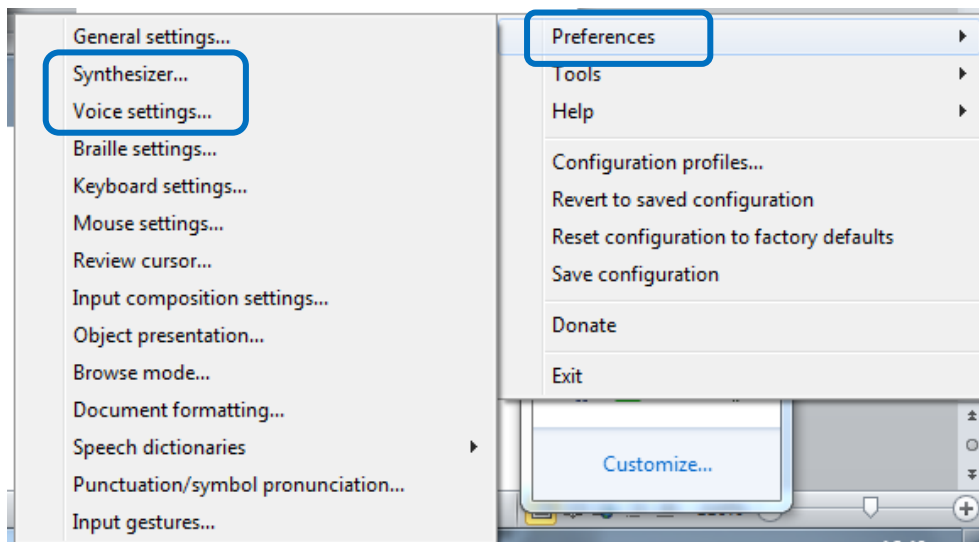 General settings...
Synthesizer...
Voice settings...
Braille settings...
Keyboard settings...
Mouse settings...
Review cursor...
Input composition settings...
Object presentation...
Browse mode...
Document formatting...
Speech dictionaries
Punctuation/symbol pronunciation...
Input gestures...
Preferences
Tools
Help
Configuration profiles...
Revert to saved configuration
Reset configuration to factory defaults
Save configuration
Donate
Exit
Customize...